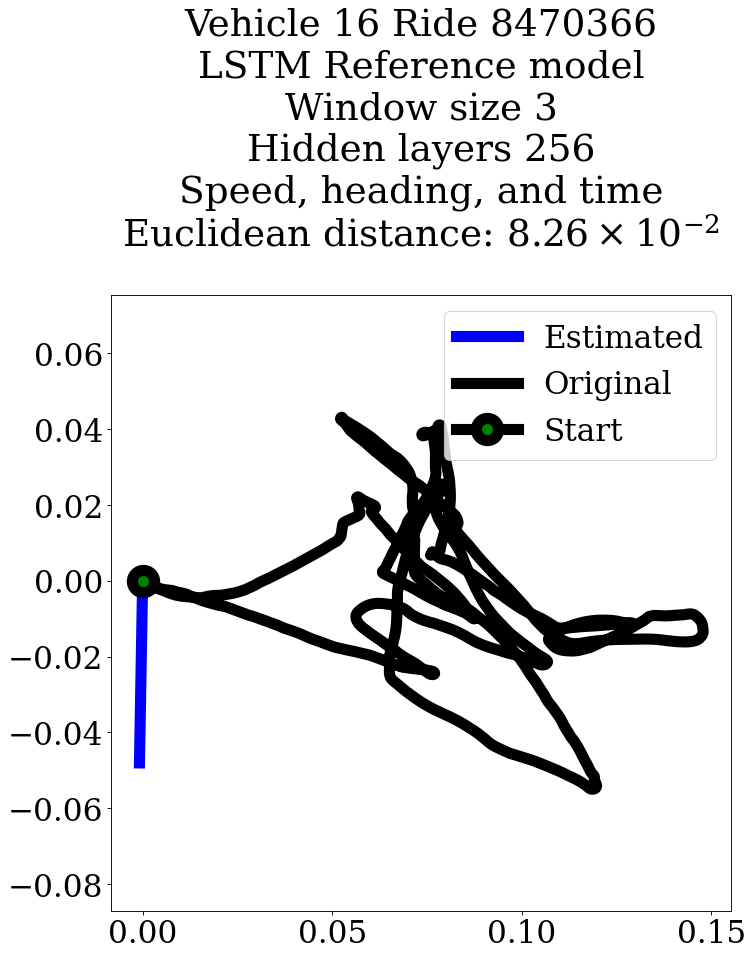 Vehicle 16 Ride 8470366
LSTM Reference model
Window size 3
Hidden layers 256
Speed, heading, and time
Euclidean distance: 8.26 × 10⁻²
Estimated
Original
Start
0.06
0.04
0.02
0.00
−0.02
−0.04
−0.06
−0.08
0.00 0.05 0.10 0.15